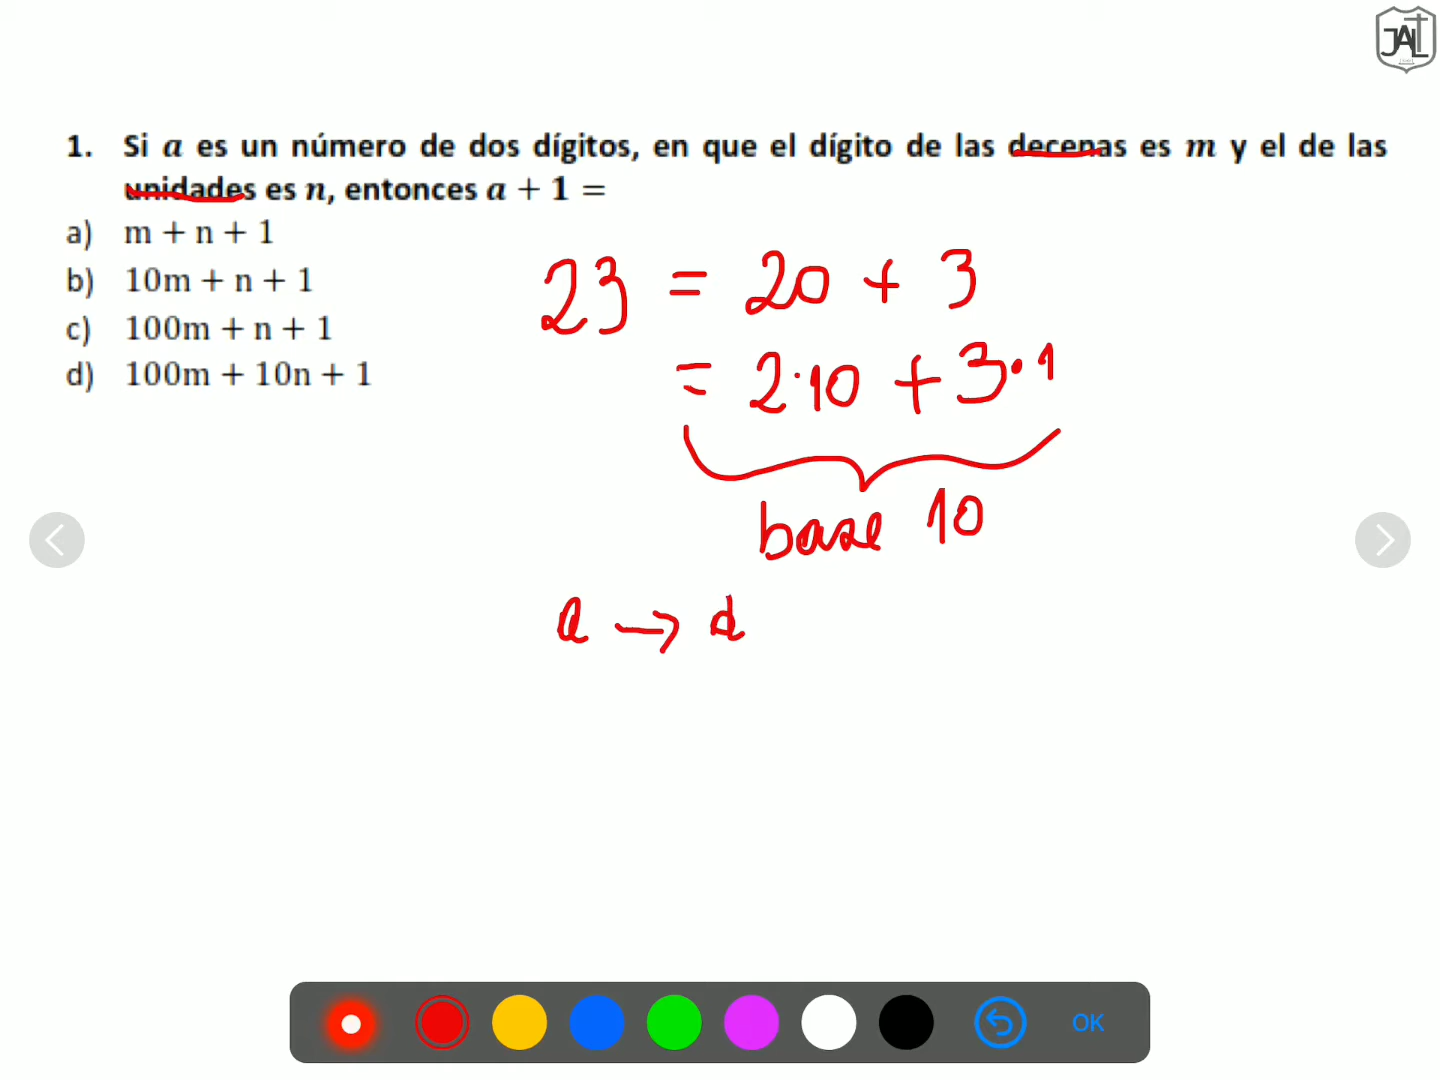 JALT
1. Si a es un número de dos dígitos, en que el dígito de las decenas es m y el de las
unidades es n, entonces a + 1 =
a) m + n + 1
b) 10m + n + 1
c) 100m + n + 1
d) 100m + 10n + 1
23 = 20 + 3
= 2·10 + 3·1
base 10
a → d
OK